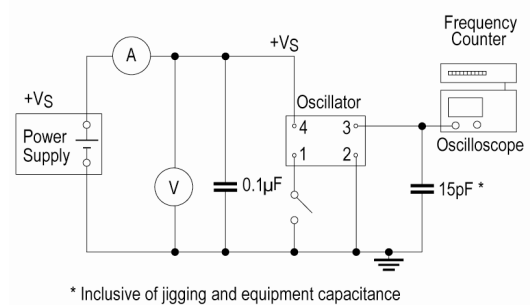 Frequency
Counter
A
+VS
+VS
Oscillator
Power
Supply
4 3
1 2
Oscilloscope
V
0.1µF
15pF *
* Inclusive of jigging and equipment capacitance